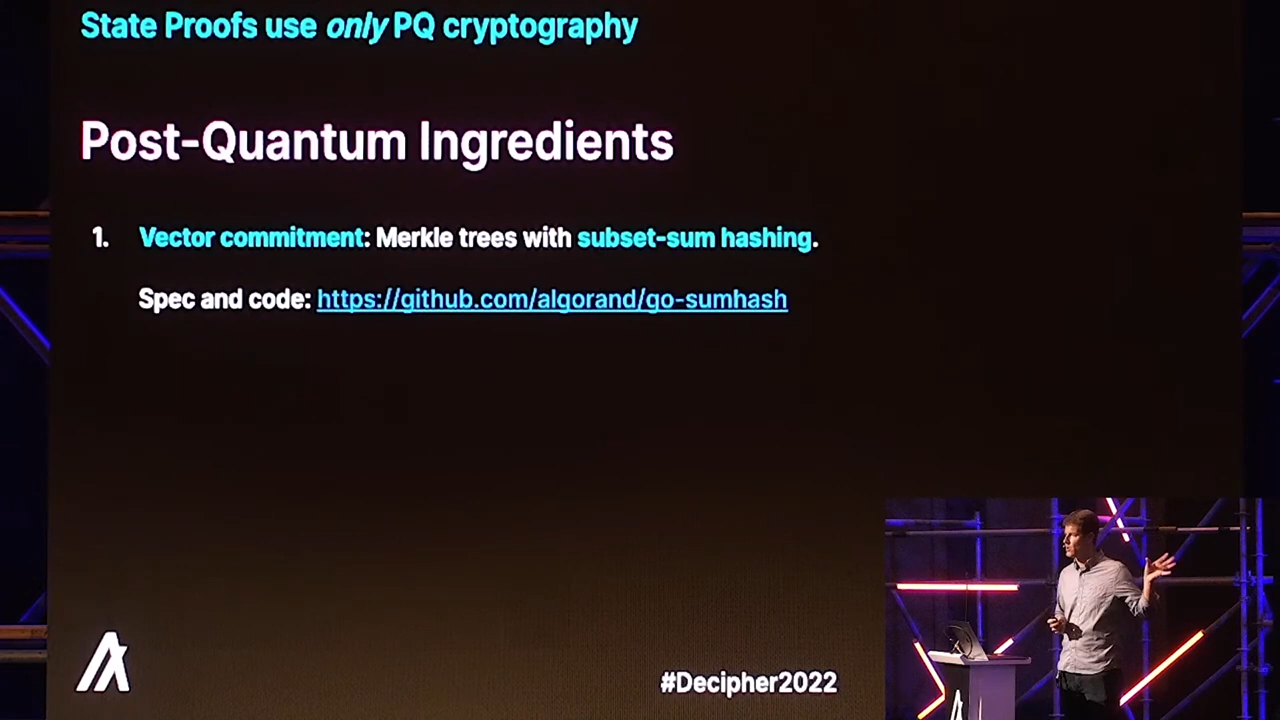 State Proofs use only PQ cryptography
Post-Quantum Ingredients
1. Vector commitment: Merkle trees with subset-sum hashing.
Spec and code: https://github.com/algorand/go-sumhash
#Decipher2022